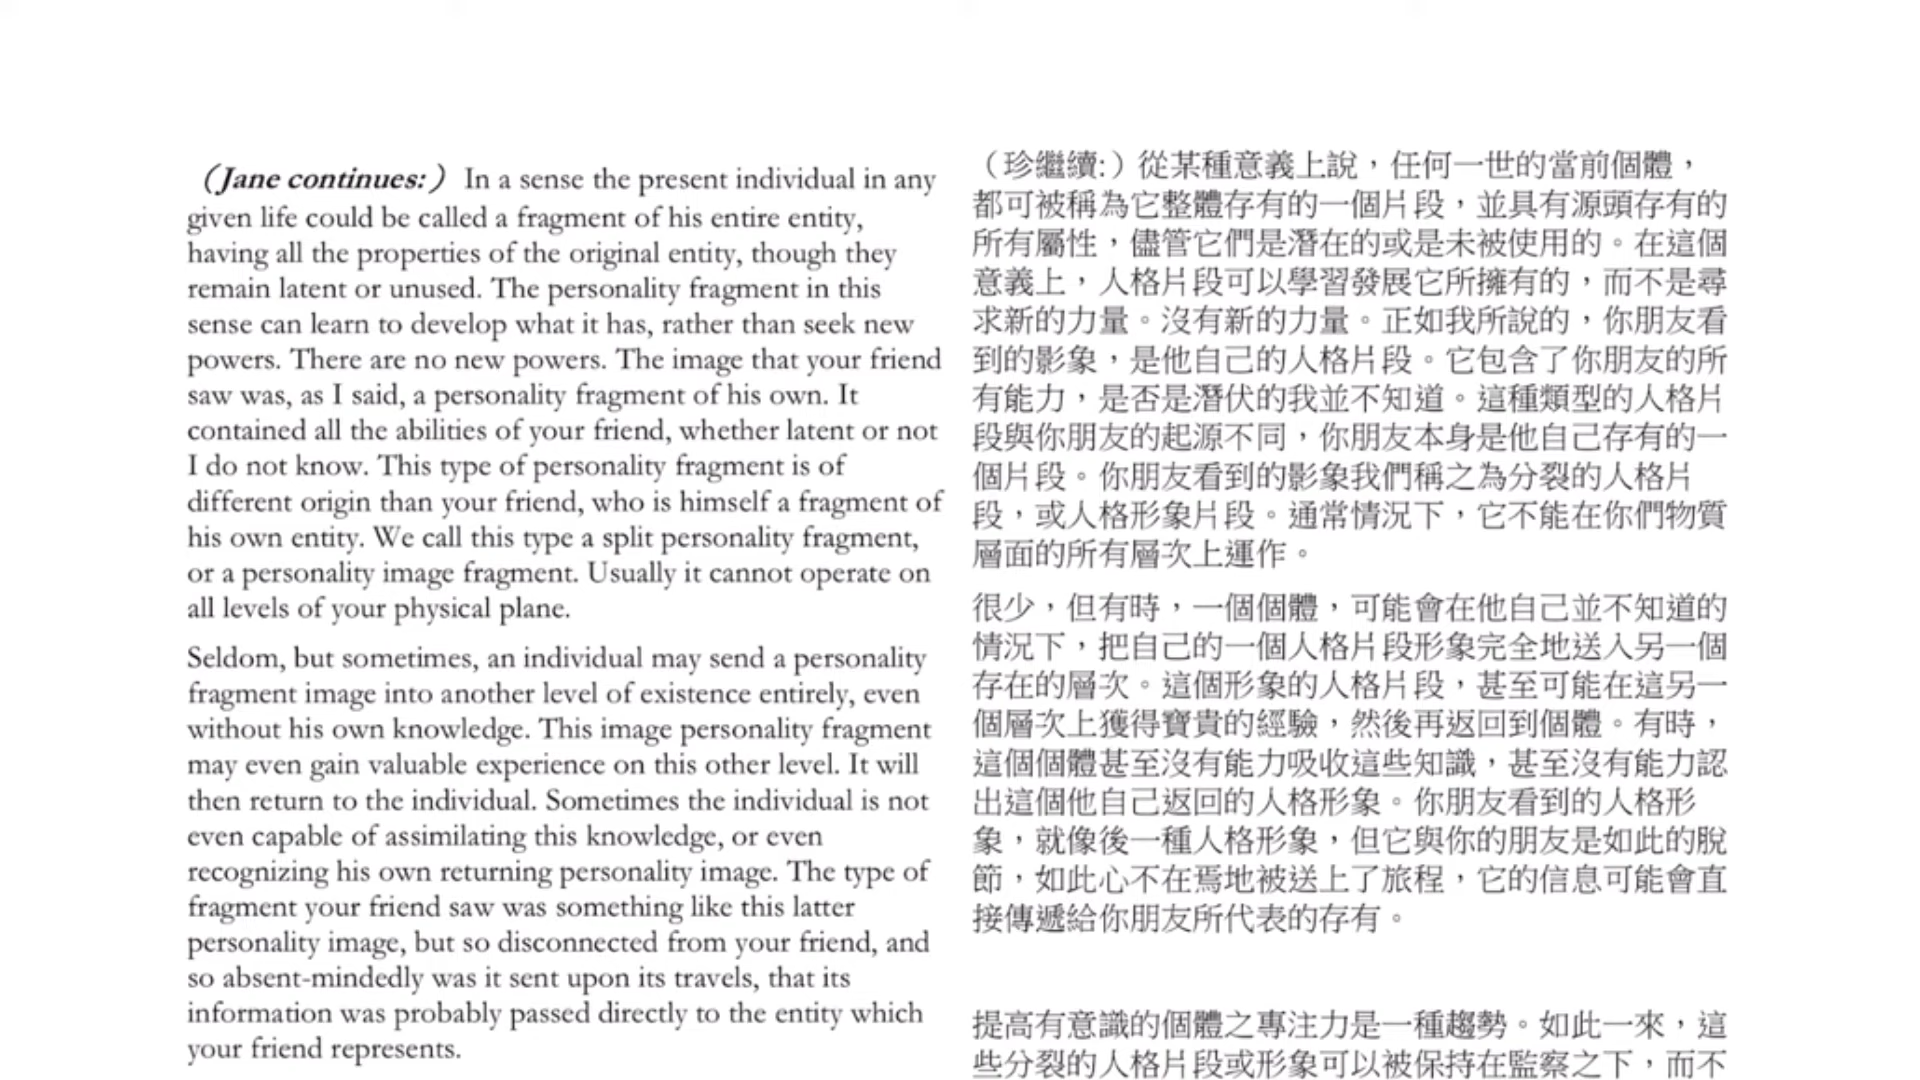 （Jane continues:） In a sense the present individual in any
given life could be called a fragment of his entire entity,
having all the properties of the original entity, though they
remain latent or unused. The personality fragment in this
sense can learn to develop what it has, rather than seek new
powers. There are no new powers. The image that your friend
saw was, as I said, a personality fragment of his own. It
contained all the abilities of your friend, whether latent or not
I do not know. This type of personality fragment is of
different origin than your friend, who is himself a fragment of
his own entity. We call this type a split personality fragment,
or a personality image fragment. Usually it cannot operate on
all levels of your physical plane.
Seldom, but sometimes, an individual may send a personality
fragment image into another level of existence entirely, even
without his own knowledge. This image personality fragment
may even gain valuable experience on this other level. It will
then return to the individual. Sometimes the individual is not
even capable of assimilating this knowledge, or even
recognizing his own returning personality image. The type of
fragment your friend saw was something like this latter
personality image, but so disconnected from your friend, and
so absent-mindedly was it sent upon its travels, that its
information was probably passed directly to the entity which
your friend represents.
（珍繼續:）從某種意義上說，任何一世的當前個體，
都可被稱為它整體存有的一個片段，並具有源頭存有的
所有屬性，儘管它們是潛在的或是未被使用的。在這個
意義上，人格片段可以學習發展它所擁有的，而不是尋
求新的力量。沒有新的力量。正如我所說的，你朋友看
到的影象，是他自己的人格片段。它包含了你朋友的所
有能力，是否是潛伏的我並不知道。這種類型的人格片
段與你朋友的起源不同，你朋友本身是他自己存有的一
個片段。你朋友看到的影象我們稱之為分裂的人格片
段，或人格形象片段。通常情況下，它不能在你們物質
層面的所有層次上運作。
很少，但有時，一個個體，可能會在他自己並不知道的
情況下，把自己的一個人格片段形象完全地送入另一個
存在的層次。這個形象的人格片段，甚至可能在這另一
個層次上獲得寶貴的經驗，然後再返回到個體。有時，
這個個體甚至沒有能力吸收這些知識，甚至沒有能力認
出這個他自己返回的人格形象。你朋友看到的人格形
象，就像後一種人格形象，但它與你的朋友是如此的脫
節，如此心不在焉地被送上了旅程，它的信息可能會直
接傳遞給你朋友所代表的存有。
提高有意識的個體之專注力是一種趨勢。如此一來，這
些分裂的人格片段或形象可以被保持在監察之下，而不